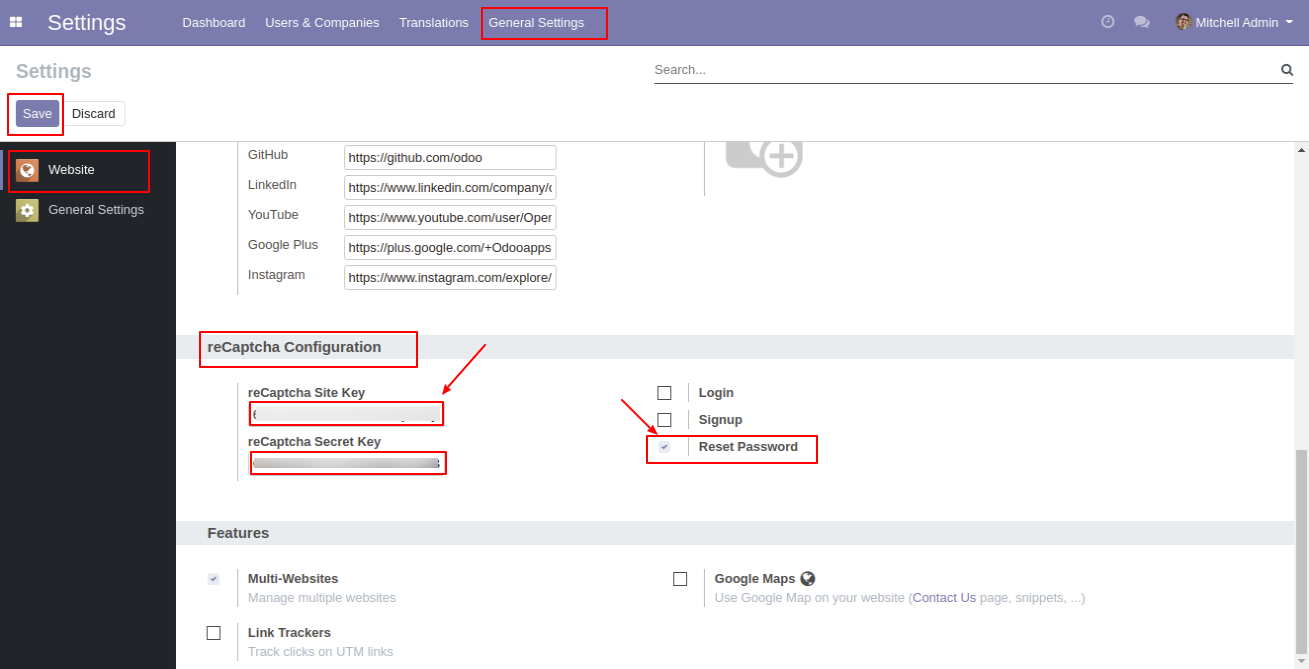 Settings Dashboard Users & Companies Translations General Settings Mitchell Admin
Settings Search...
Save Discard
Website
General Settings
GitHub https://github.com/odoo
LinkedIn https://www.linkedin.com/company/
YouTube https://www.youtube.com/user/Oper
Google Plus https://plus.google.com/+Odooapps
Instagram https://www.instagram.com/explore/
reCaptcha Configuration
reCaptcha Site Key
reCaptcha Secret Key
Login
Signup
Reset Password
Features
Multi-Websites
Manage multiple websites
Google Maps
Use Google Map on your website (Contact Us page, snippets, ...)
Link Trackers
Track clicks on UTM links